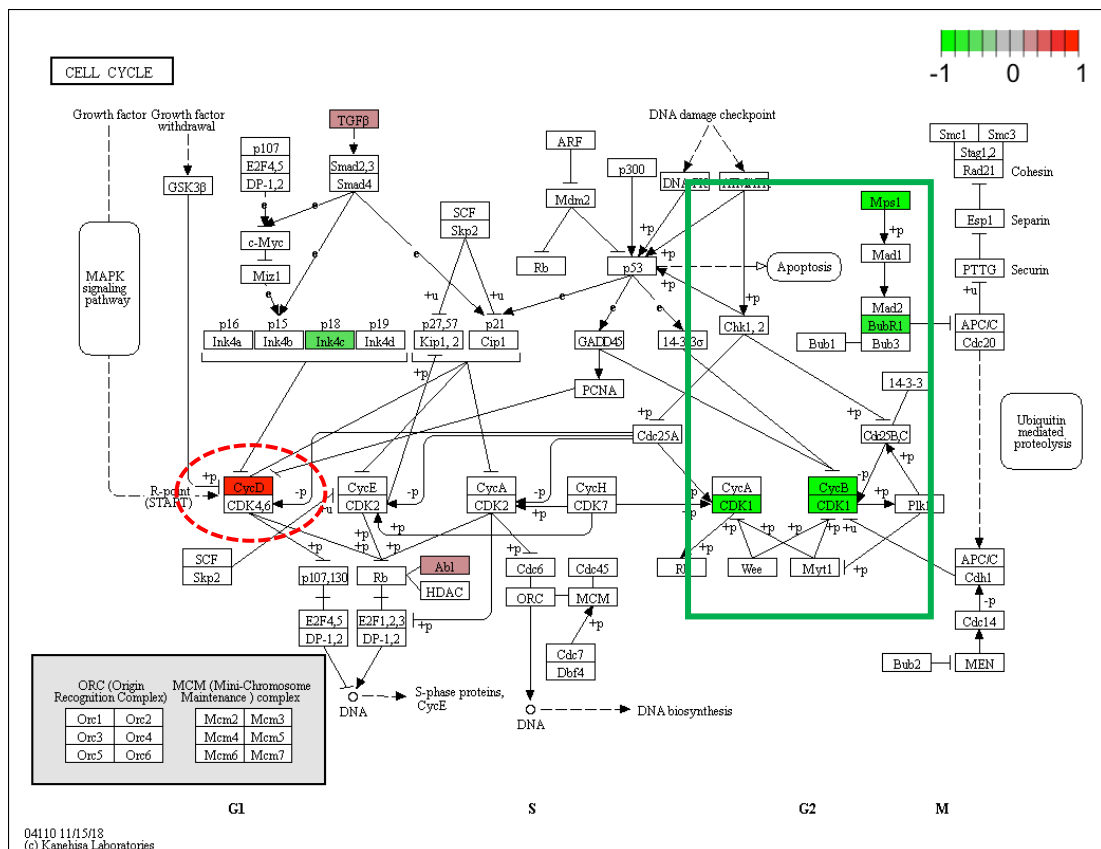 -1 0 1
CELL CYCLE
Growth factor
Growth factor
withdrawal
TGFβ
DNA damage checkpoint
Smc1 Smc3
Stag1,2
Rad21
Cohesin
p107
E2F4,5
DP-1,2
Smad2,3
Smad4
ARF
p300
DNA-PK
GSK3β
Mps1
+p
Mdm2
SCF
Skp2
Esp1
Separin
e
e
e
+p
+p
+p
c-Myc
Mad1
MAPK
signaling
pathway
Miz1
Rb
p53
Apoptosis
PTTG
Securin
e
+p
+u
+u
+u
e
e
e
+p
Mad2
BubR1
Bub3
Bub1
APC/C
Cdc20
p16
Ink4a
p15
Ink4b
p18
Ink4c
p19
Ink4d
p27,57
Kip1, 2
p21
Cip1
Chk1, 2
GADD45
14-3-3σ
+p
PCNA
14-3-3
+p
+p
Cdc25A
Cdc25B,C
Ubiquitin
mediated
proteolysis
R-point
(START)
+p
CycD
CDK4,6
-p
+u
CycE
CDK2
-p
CycA
CDK2
-p
+p
CycH
CDK7
-p
CycA
CDK1
CycB
CDK1
-p
+p
Plk1
+p
+p
+p
+p
+p
+p
+p
+u
SCF
Skp2
p107,130
Rb
Abl
HDAC
Cdc6
Cdc45
Wee
Myt1
+p
APC/C
Cdh1
ORC
MCM
-p
E2F4,5
DP-1,2
E2F1,2,3
DP-1,2
+p
+p
Cdc14
Cdc7
Dbf4
Bub2
MEN
ORC (Origin
Recognition Complex)
MCM (Mini-Chromosome
Maintenance ) complex
Orc1 Orc2
Orc3 Orc4
Orc5 Orc6
Mcm2 Mcm3
Mcm4 Mcm5
Mcm6 Mcm7
DNA
S-phase proteins,
CycE
DNA
DNA biosynthesis
G1
S
G2
M
04110 11/15/18
(c) Kanehisa Laboratories